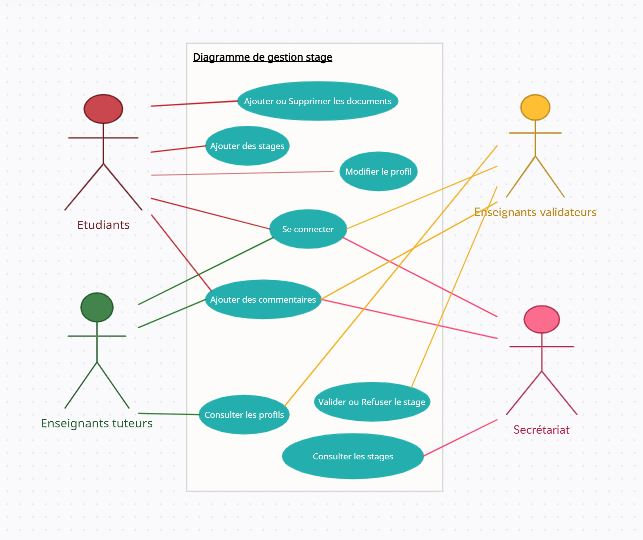 Diagramme de gestion stage
Ajouter ou Supprimer les documents
Ajouter des stages
Modifier le profil
Etudiants
Enseignants validateurs
Se connecter
Ajouter des commentaires
Enseignants tuteurs
Consulter les profils
Valider ou Refuser le stage
Secrétariat
Consulter les stages